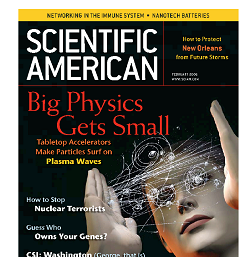 NETWORKING IN THE IMMUNE SYSTEM • NANOTECH BATTERIES
SCIENTIFIC
AMERICAN
How to Protect
New Orleans
from Future Storms
FEBRUARY 2006
WWW.SCIAM.COM
Big Physics
Gets Small
Tabletop Accelerators
Make Particles Surf on
Plasma Waves
How to Stop
Nuclear Terrorists
Guess Who
Owns Your Genes?
CSI: Washington (George, that is)